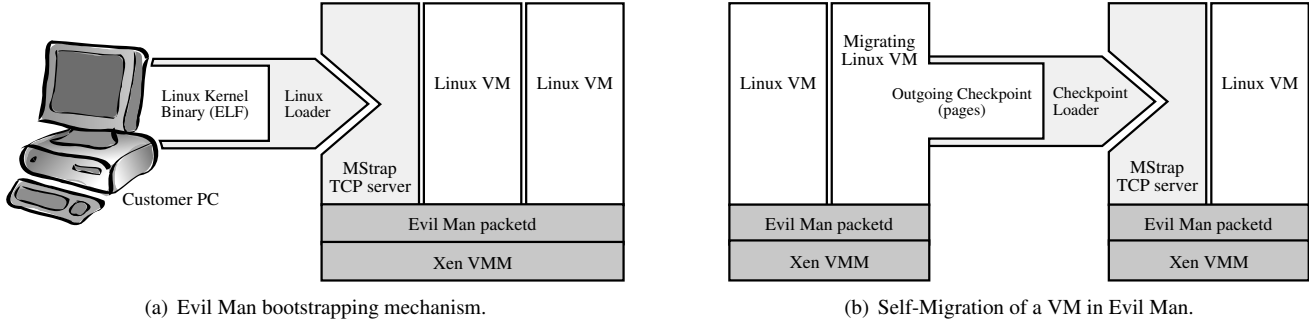 Linux Kernel
Binary (ELF)
Linux
Loader
Customer PC
MStrap
TCP server
Linux VM
Linux VM
Evil Man packetd
Xen VMM
(a) Evil Man bootstrapping mechanism.
Linux VM
Migrating
Linux VM
Outgoing Checkpoint
(pages)
Checkpoint
Loader
Evil Man packetd
Xen VMM
MStrap
TCP server
Linux VM
Evil Man packetd
Xen VMM
(b) Self-Migration of a VM in Evil Man.